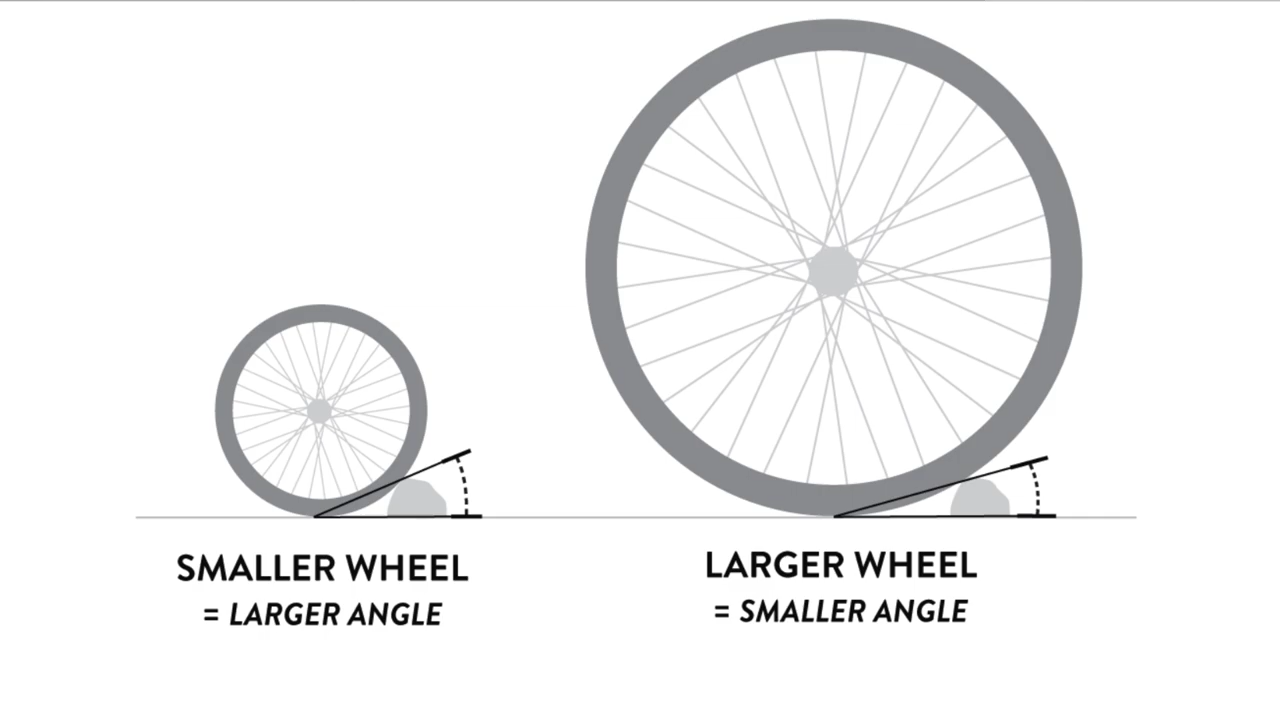 SMALLER WHEEL
= LARGER ANGLE
LARGER WHEEL
= SMALLER ANGLE